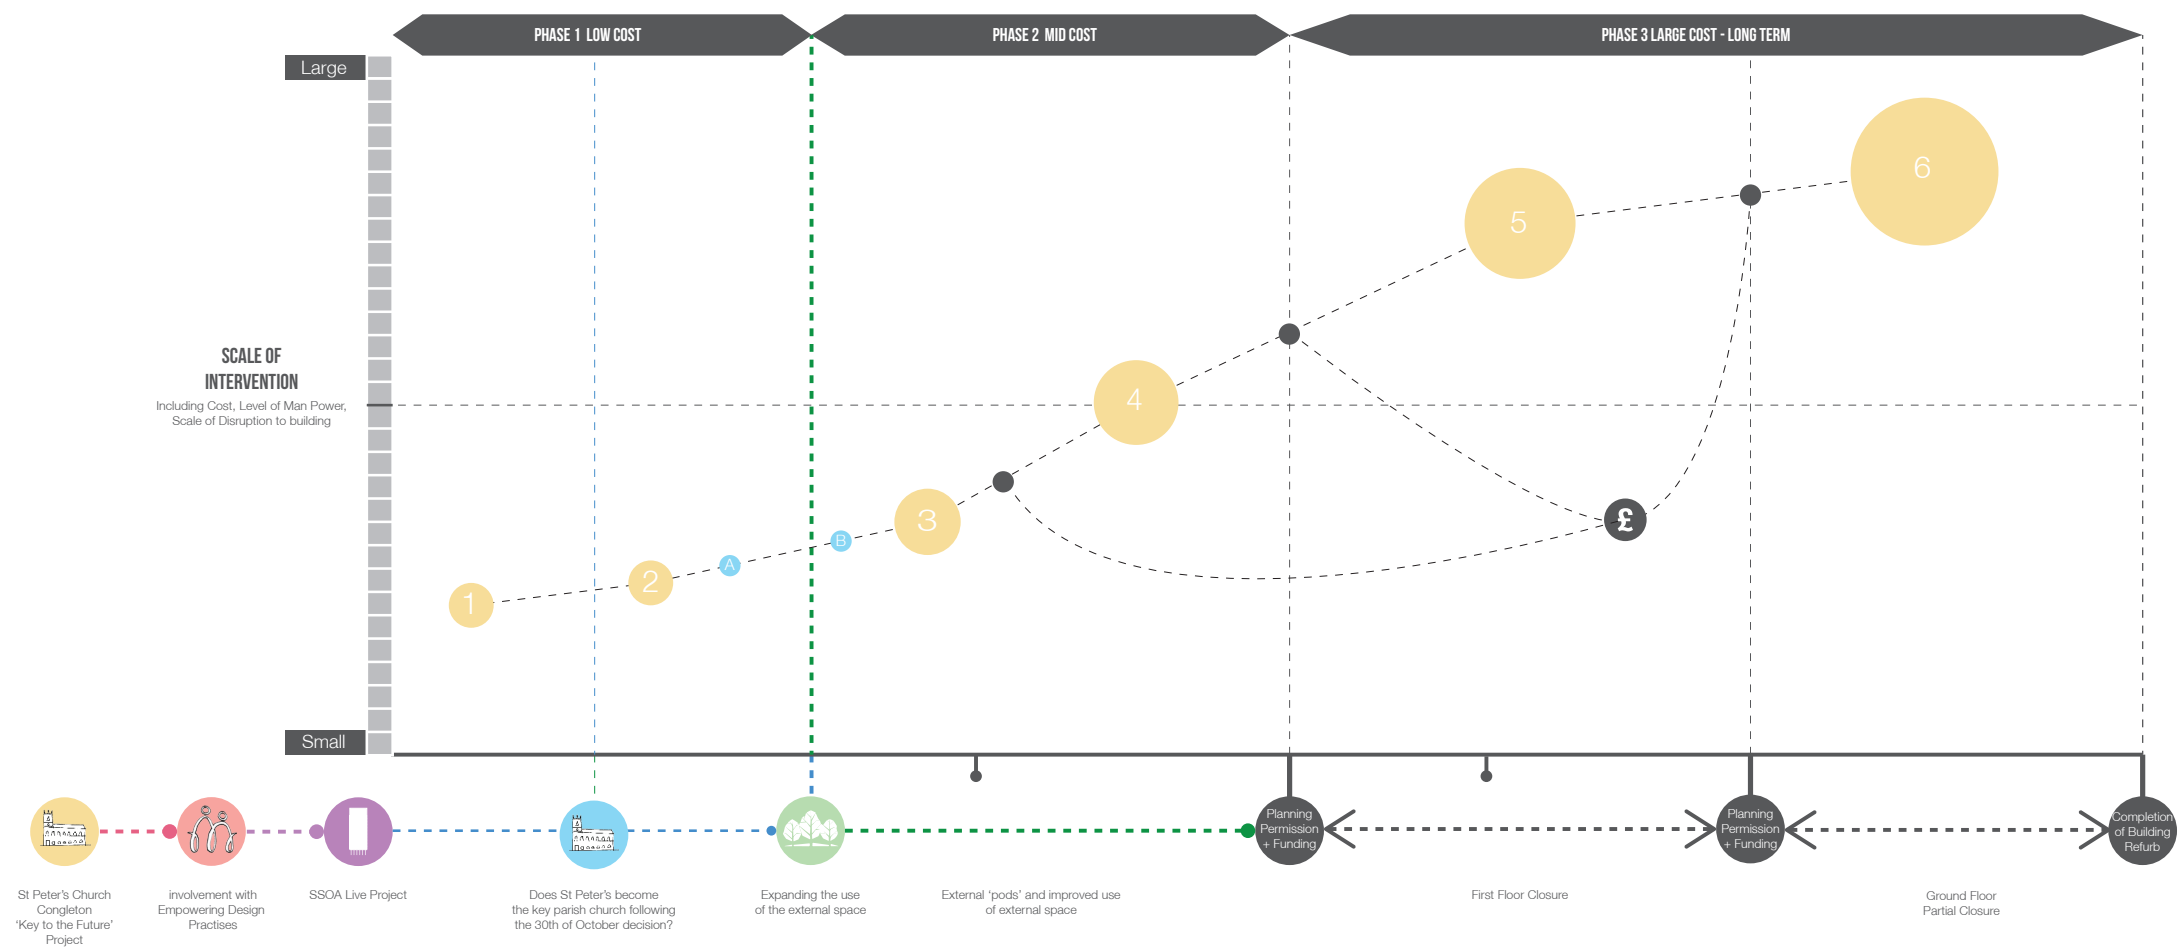 PHASE 1 LOW COST
PHASE 2 MID COST
PHASE 3 LARGE COST - LONG TERM
Large
6
5
SCALE OF
INTERVENTION
Including Cost, Level of Man Power,
Scale of Disruption to building
4
3
£
B
A
2
1
Small
Planning
Permission
+ Funding
Planning
Permission
+ Funding
Completion
of Building
Refurb
St Peter's Church
Congleton
'Key to the Future'
Project
involvement with
Empowering Design
Practises
SSOA Live Project
Does St Peter's become
the key parish church following
the 30th of October decision?
Expanding the use
of the external space
External 'pods' and improved use
of external space
First Floor Closure
Ground Floor
Partial Closure